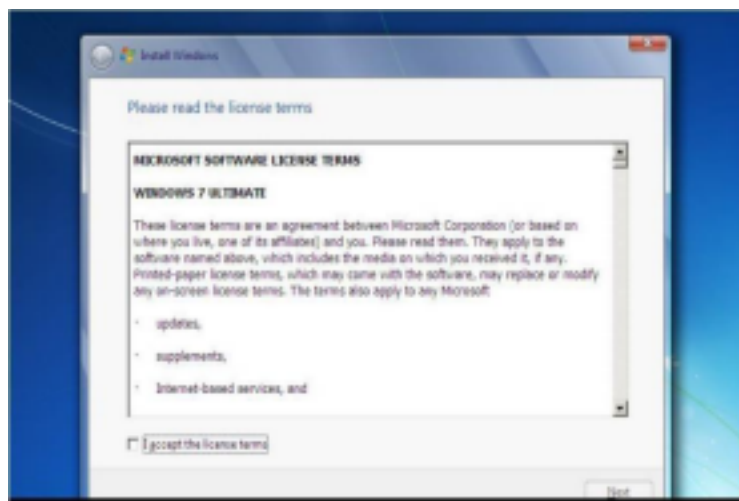 Install Windows
Please read the license terms
MICROSOFT SOFTWARE LICENSE TERMS
WINDOWS 7 ULTIMATE
These license terms are an agreement between Microsoft Corporation (or based on
where you live, one of its affiliates) and you. Please read them. They apply to the
software named above, which includes the media on which you received it, if any.
Printed-paper license terms, which may come with the software, may replace or modify
any on-screen license terms. The terms also apply to any Microsoft
· updates,
· supplements,
· Internet-based services, and
I accept the license terms
Next